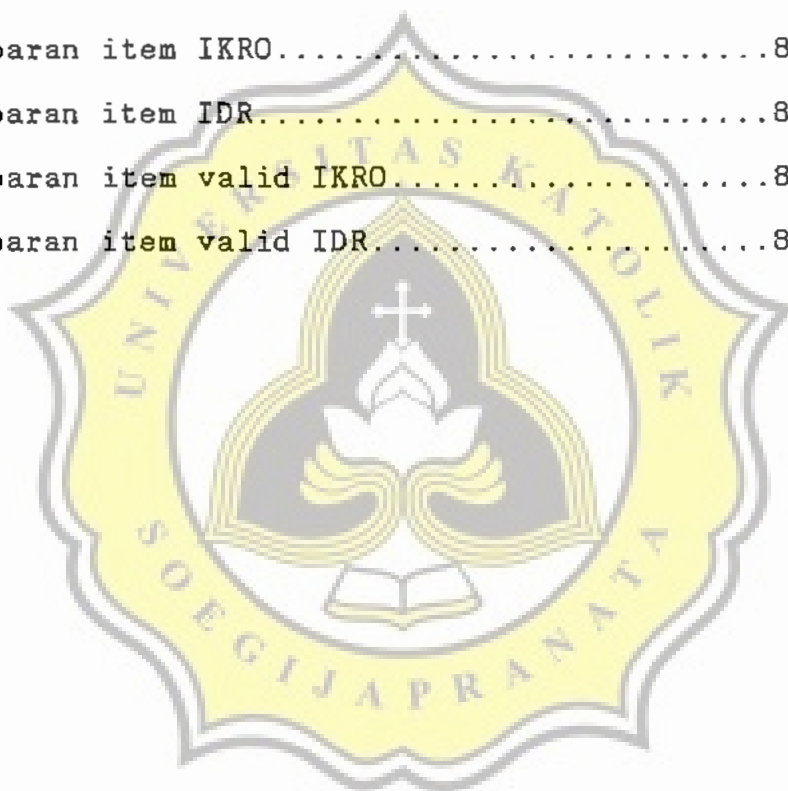 baran item IKRO..............................8
baran item IDR...............................8
baran item valid IKRO........................8
baran item valid IDR.........................8
UNIVERSITAS KATOLIK
SOEGIJAPRANATA